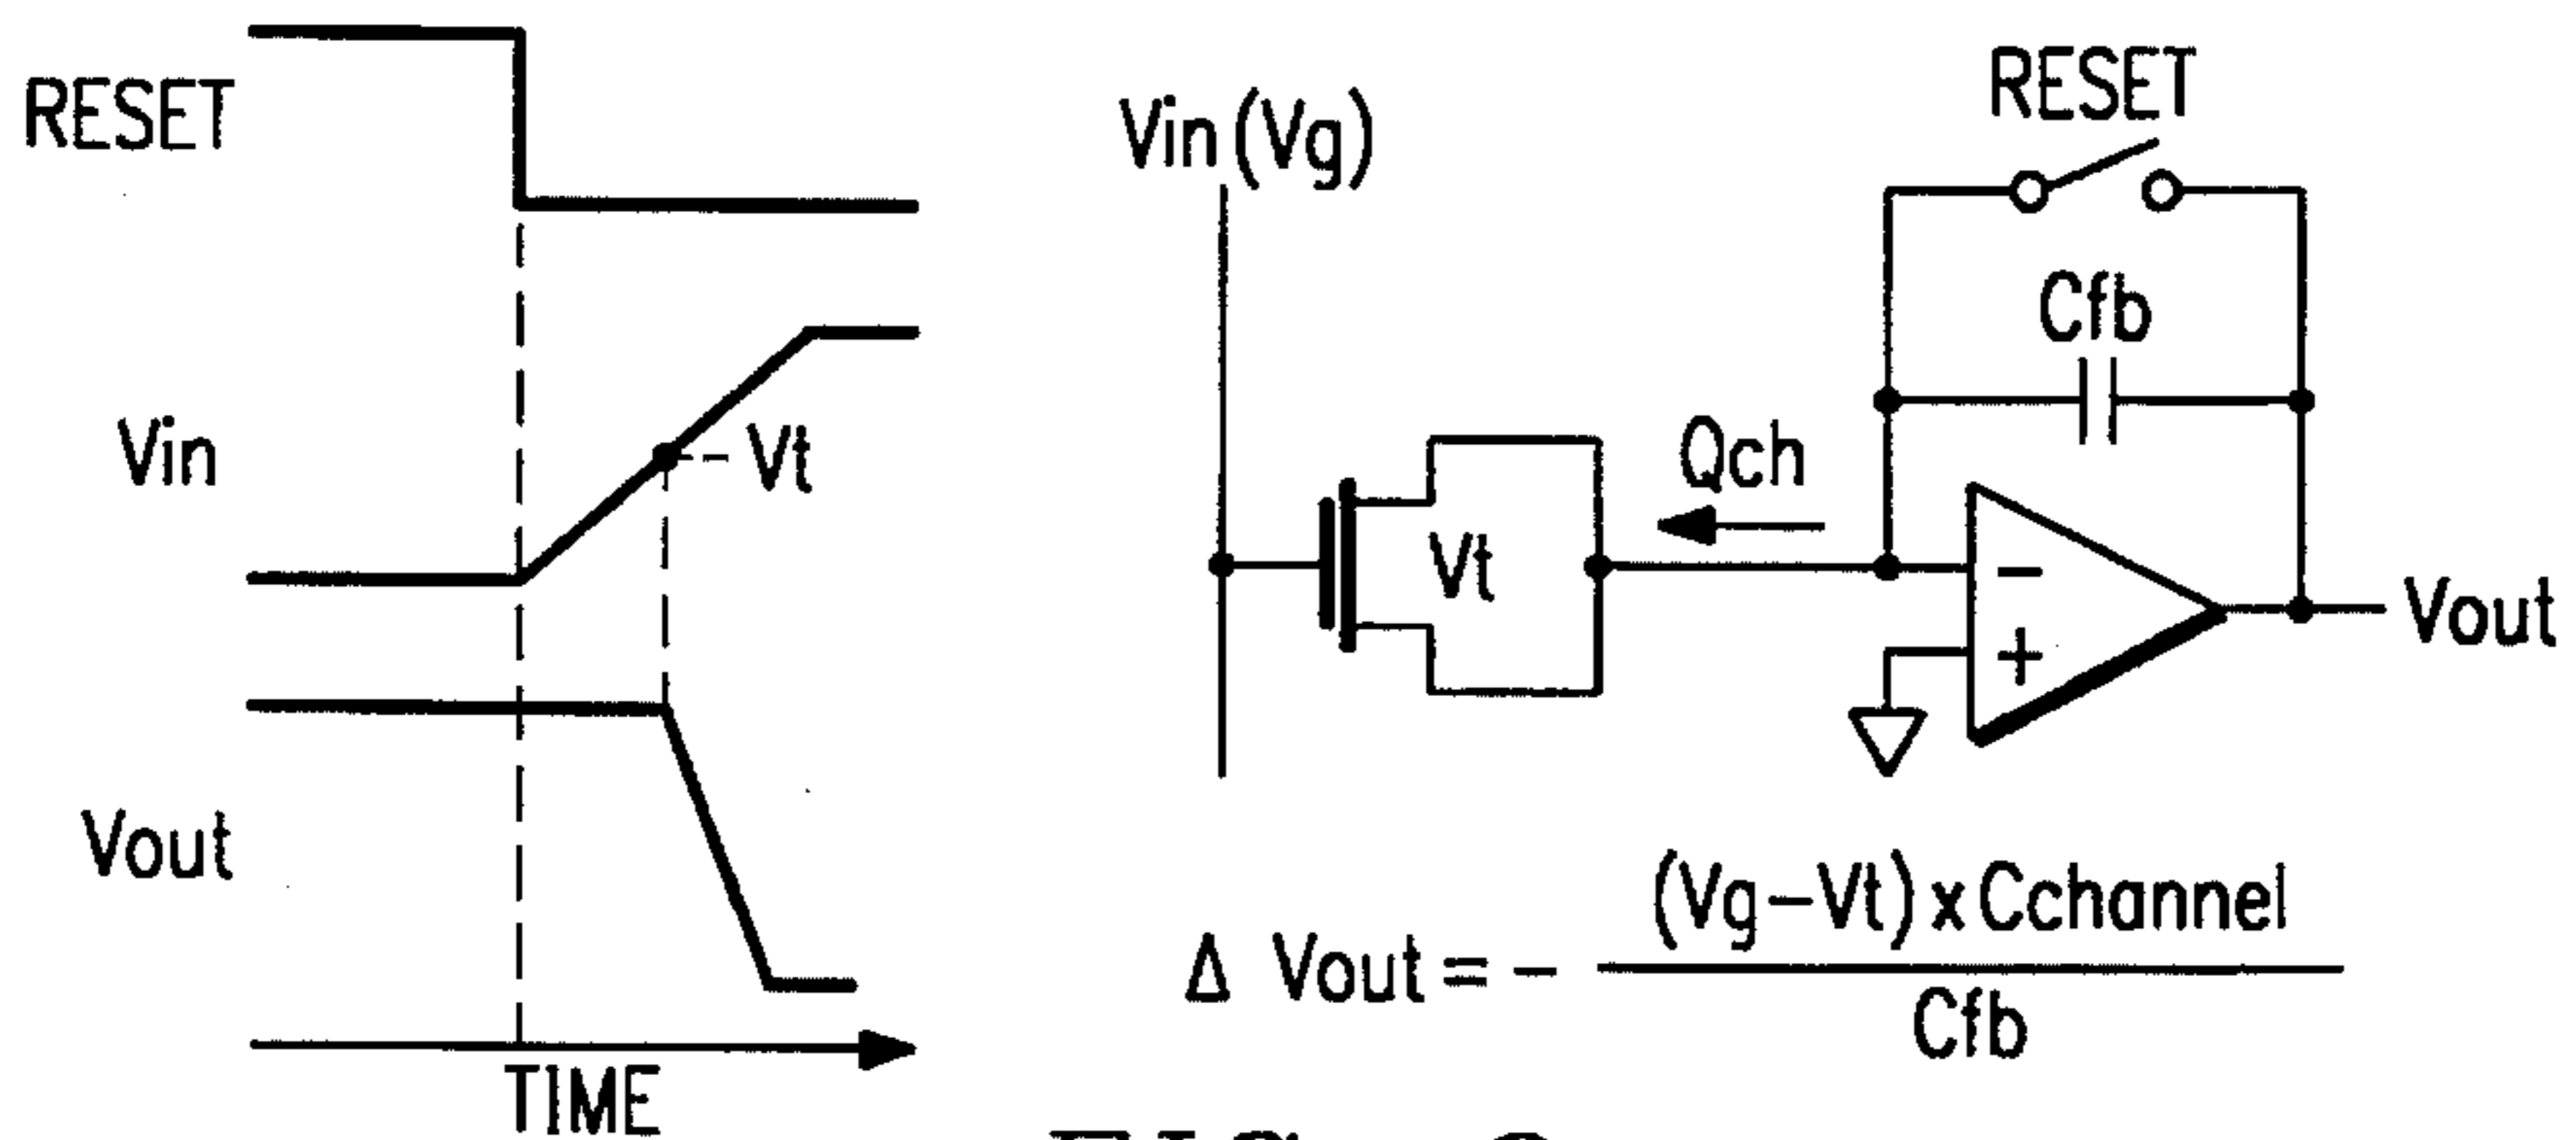 RESET
Vin
Vt
Vout
TIME
Vin (Vg)
RESET
Cfb
Qch
Vt
−
+
Vout
Δ Vout = − (Vg−Vt) x Cchannel
Cfb